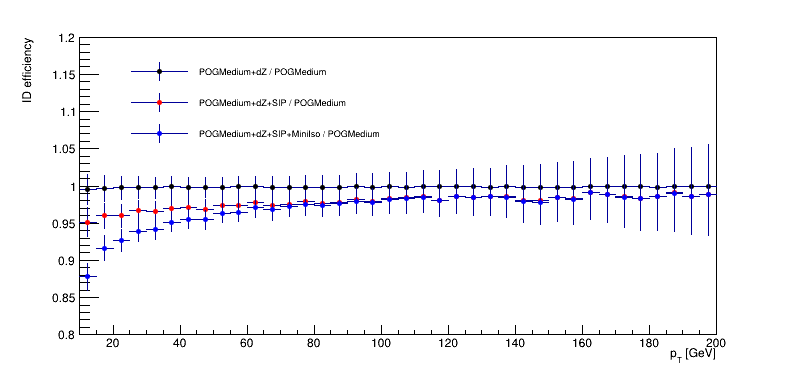 1.2
ID efficiency
POGMedium+dZ / POGMedium
1.15
POGMedium+dZ+SIP / POGMedium
1.1
POGMedium+dZ+SIP+MiniIso / POGMedium
1.05
1
0.95
0.9
0.85
0.8
20 40 60 80 100 120 140 160 180 200
p_T [GeV]